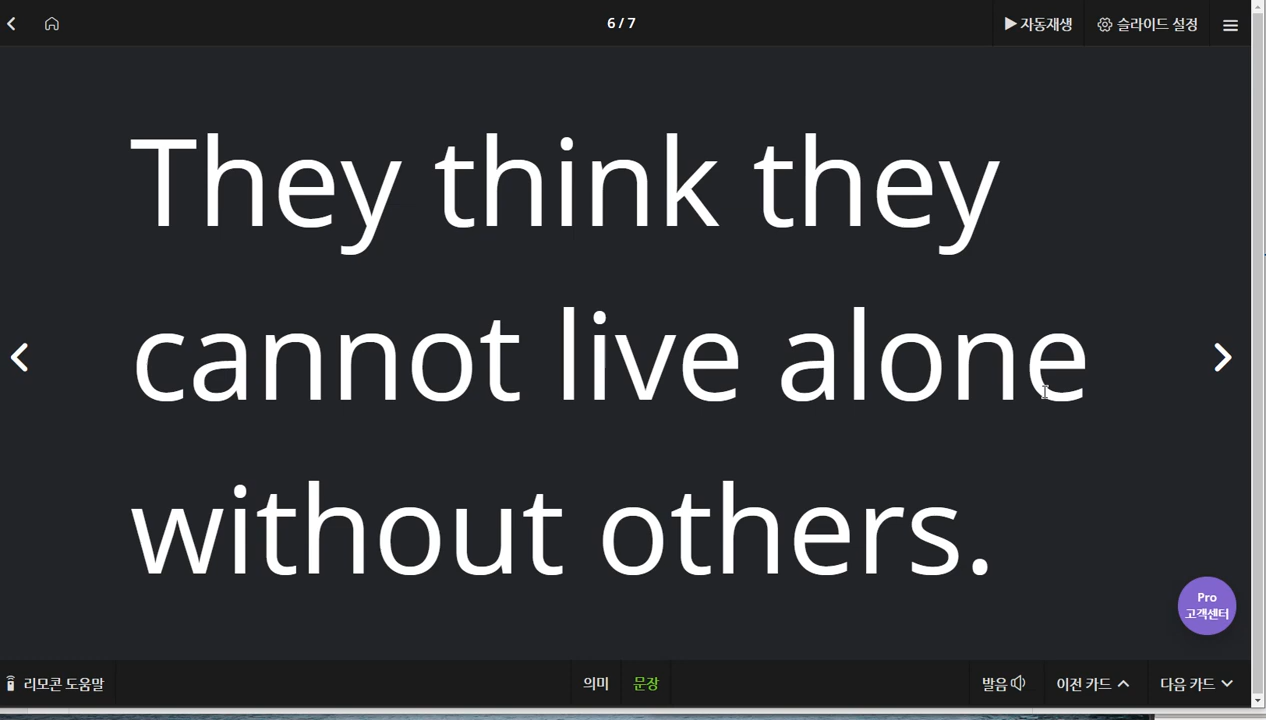 6 / 7
자동재생
슬라이드 설정
They think they
cannot live alone
without others.
Pro
고객센터
리모콘 도움말
의미
문장
발음
이전 카드
다음 카드